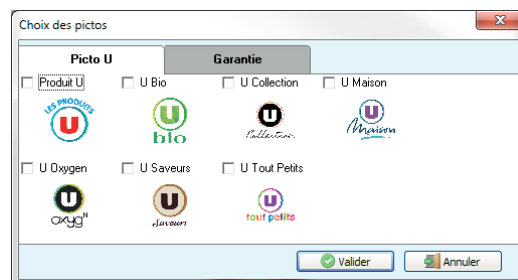 Choix des pictos
Picto U Garantie
Produit U U Bio U Collection U Maison
LES PRODUITS U
U bio
U Collection
U Maison
U Oxygen U Saveurs U Tout Petits
U oxyg'N
U Saveurs
U tout petits
Valider Annuler